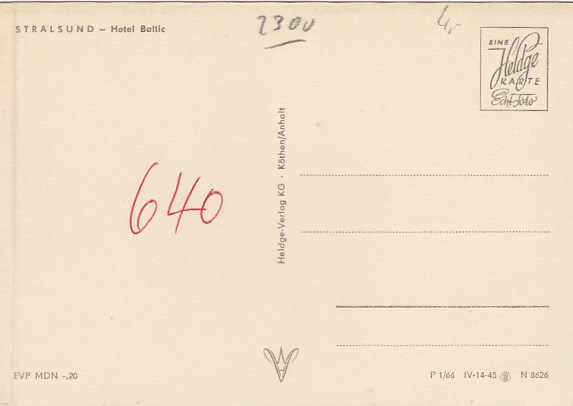 STRALSUND – Hotel Baltic
2300
EINE
Heldge
KARTE
Echt Foto
640
Heldge-Verlag KG · Köthen/Anhalt
EVP MDN -,20
P 1/66 IV-14-45 N 8626